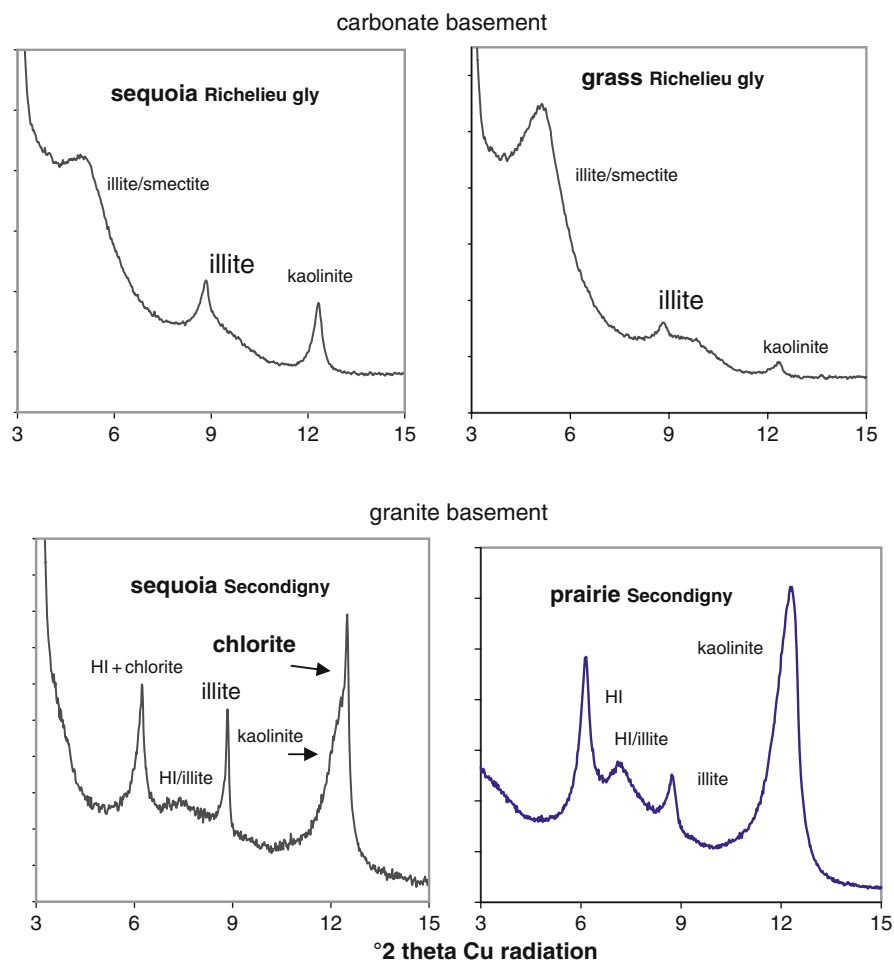 carbonate basement
sequoia Richelieu gly
illite/smectite
illite
kaolinite
3 6 9 12 15
grass Richelieu gly
illite/smectite
illite
kaolinite
3 6 9 12 15
granite basement
sequoia Secondigny
chlorite
HI + chlorite
illite
kaolinite
HI/illite
3 6 9 12 15
prairie Secondigny
kaolinite
HI
HI/illite
illite
3 6 9 12 15
°2 theta Cu radiation